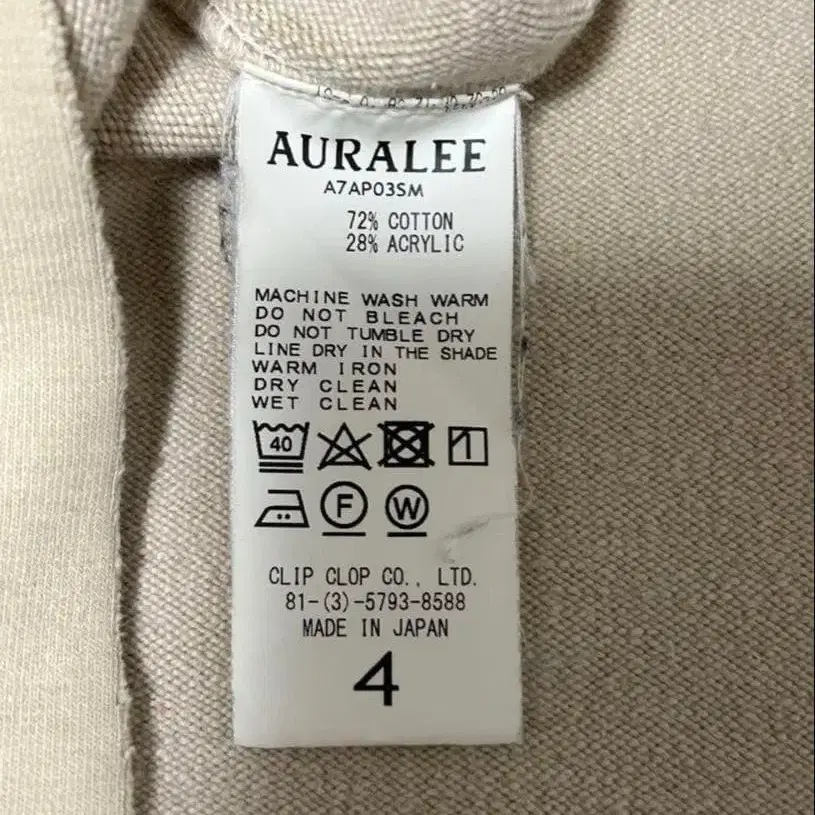 AURALEE
A7AP03SM
72% COTTON
28% ACRYLIC
MACHINE WASH WARM
DO NOT BLEACH
DO NOT TUMBLE DRY
LINE DRY IN THE SHADE
WARM IRON
DRY CLEAN
WET CLEAN
40
F W
CLIP CLOP CO., LTD.
81-(3)-5793-8588
MADE IN JAPAN
4